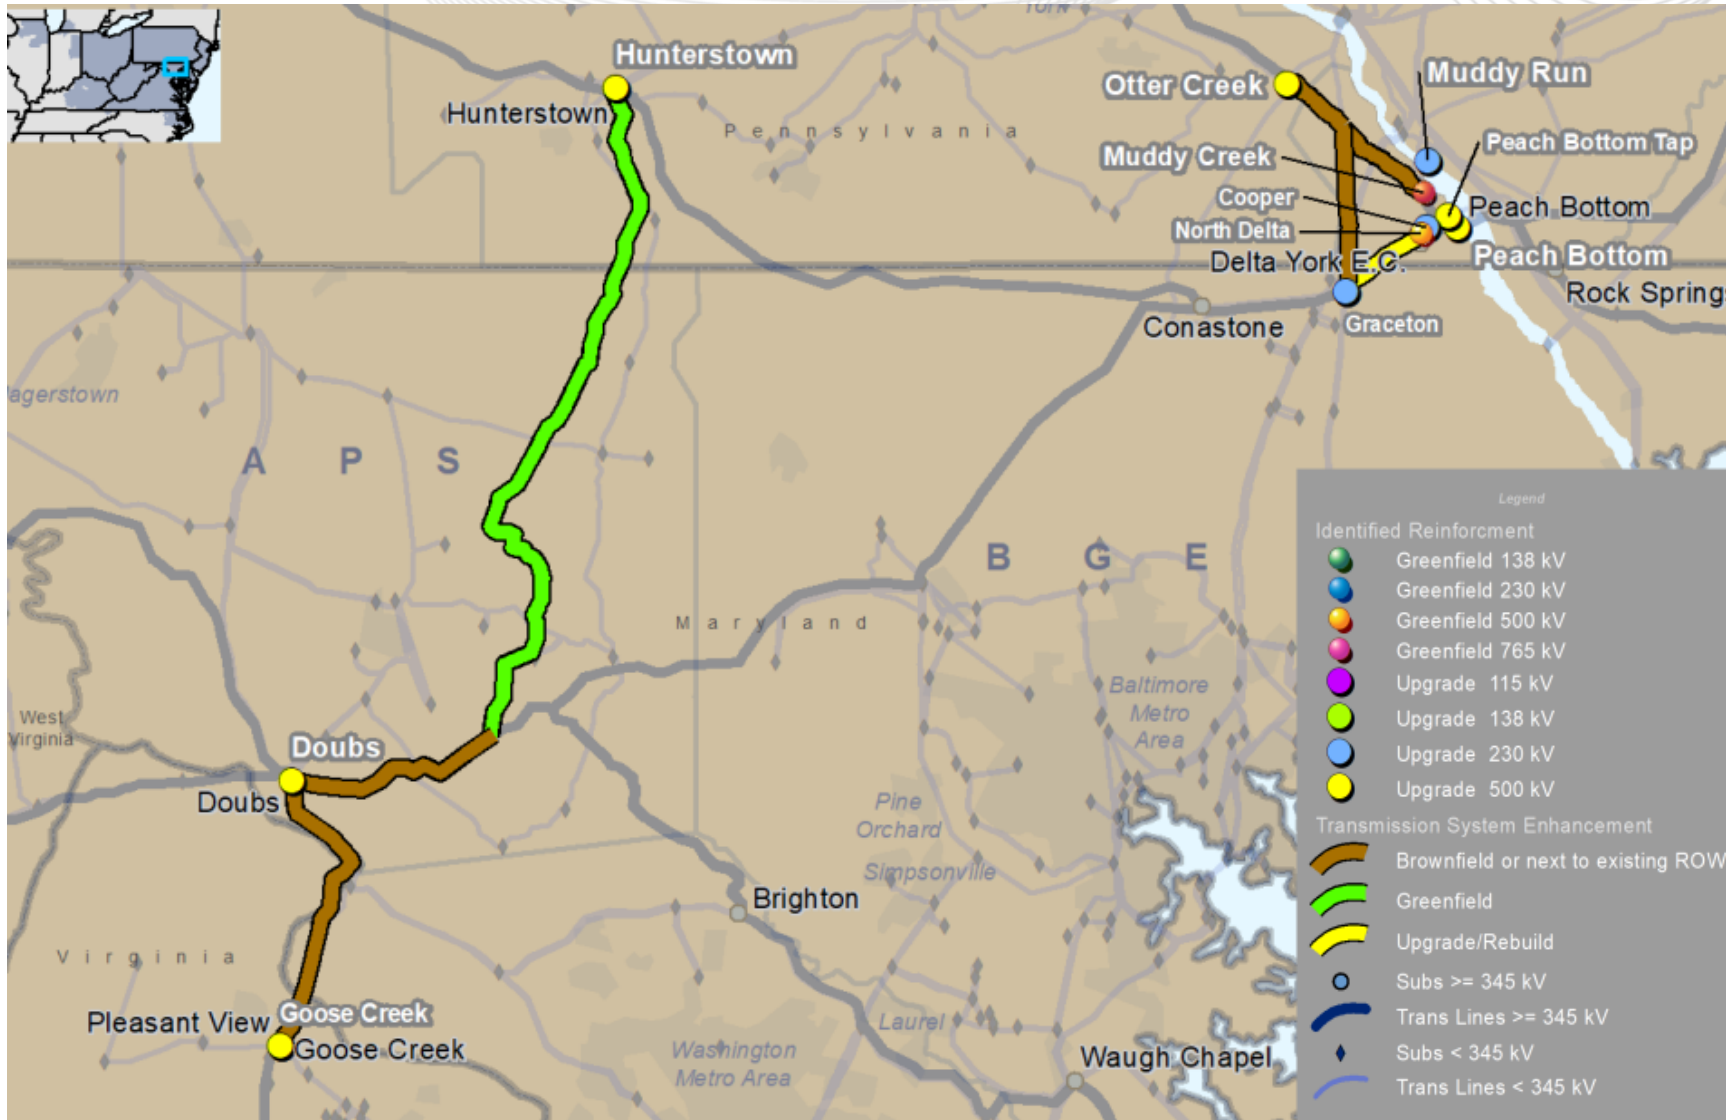 Hunterstown
Hunterstown
Pennsylvania
Otter Creek
Muddy Run
Muddy Creek
Peach Bottom Tap
Cooper
Peach Bottom
North Delta
Delta York E.C.
Peach Bottom
Rock Springs
Conastone
Graceton
agerstown
A P S
B G E
Maryland
West
Virginia
Baltimore
Metro
Area
Doubs
Doubs
Pine
Orchard
Simpsonville
Brighton
Virginia
Pleasant View
Goose Creek
Goose Creek
Laurel
Washington
Metro Area
Waugh Chapel
Legend
Identified Reinforcment
Greenfield 138 kV
Greenfield 230 kV
Greenfield 500 kV
Greenfield 765 kV
Upgrade 115 kV
Upgrade 138 kV
Upgrade 230 kV
Upgrade 500 kV
Transmission System Enhancement
Brownfield or next to existing ROW
Greenfield
Upgrade/Rebuild
Subs >= 345 kV
Trans Lines >= 345 kV
Subs < 345 kV
Trans Lines < 345 kV